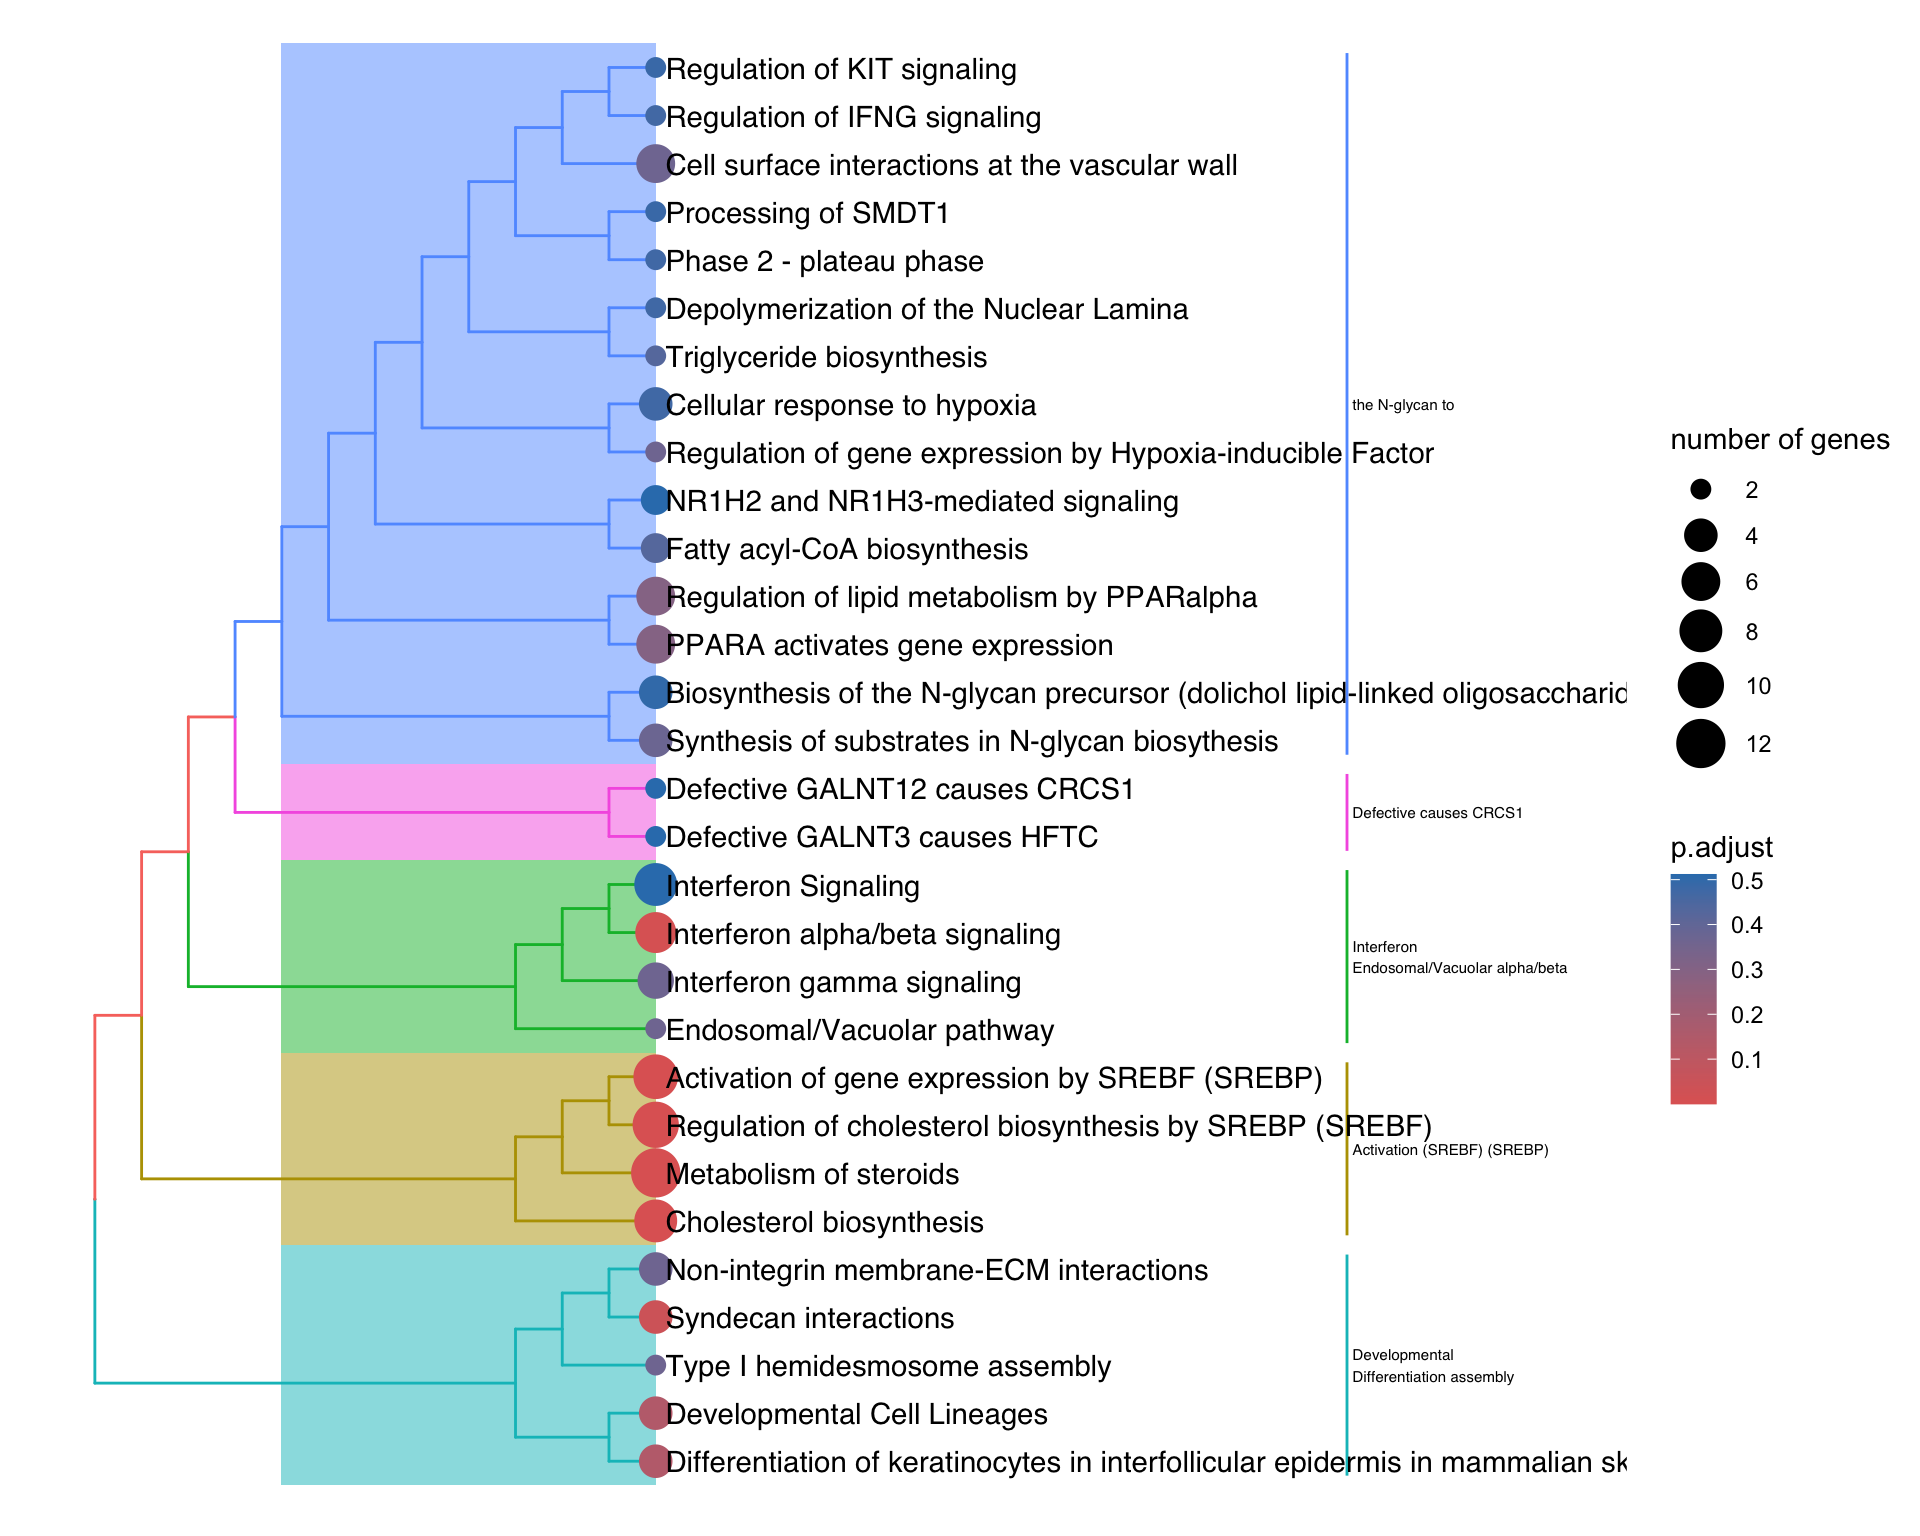 Regulation of KIT signaling
Regulation of IFNG signaling
Cell surface interactions at the vascular wall
Processing of SMDT1
Phase 2 - plateau phase
Depolymerization of the Nuclear Lamina
Triglyceride biosynthesis
Cellular response to hypoxia
Regulation of gene expression by Hypoxia-inducible Factor
NR1H2 and NR1H3-mediated signaling
Fatty acyl-CoA biosynthesis
Regulation of lipid metabolism by PPARalpha
PPARA activates gene expression
Biosynthesis of the N-glycan precursor (dolichol lipid-linked oligosaccharid
Synthesis of substrates in N-glycan biosythesis
Defective GALNT12 causes CRCS1
Defective GALNT3 causes HFTC
Interferon Signaling
Interferon alpha/beta signaling
Interferon gamma signaling
Endosomal/Vacuolar pathway
Activation of gene expression by SREBF (SREBP)
Regulation of cholesterol biosynthesis by SREBP (SREBF)
Metabolism of steroids
Cholesterol biosynthesis
Non-integrin membrane-ECM interactions
Syndecan interactions
Type I hemidesmosome assembly
Developmental Cell Lineages
Differentiation of keratinocytes in interfollicular epidermis in mammalian sk
the N-glycan to
Defective causes CRCS1
Interferon
Endosomal/Vacuolar alpha/beta
Activation (SREBF) (SREBP)
Developmental
Differentiation assembly
number of genes
2
4
6
8
10
12
p.adjust
0.5
0.4
0.3
0.2
0.1